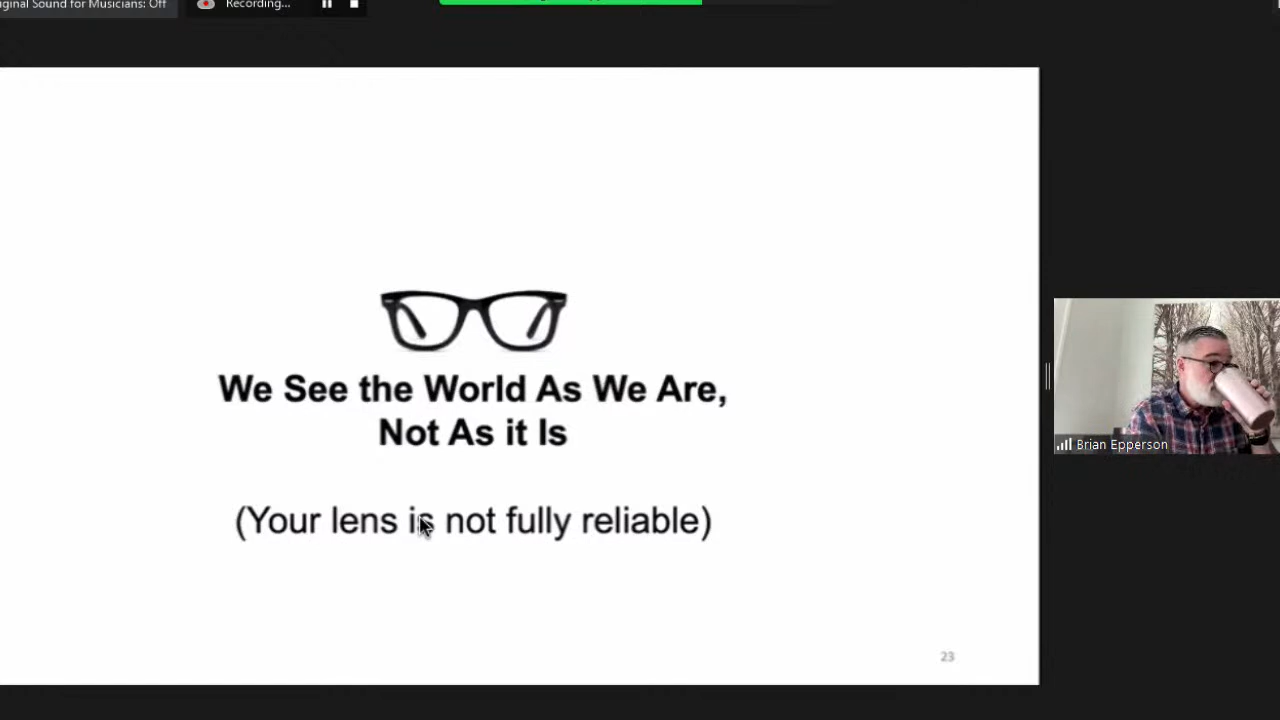 iginal Sound for Musicians: Off
Recording...
We See the World As We Are,
Not As it Is
(Your lens is not fully reliable)
23
Brian Epperson